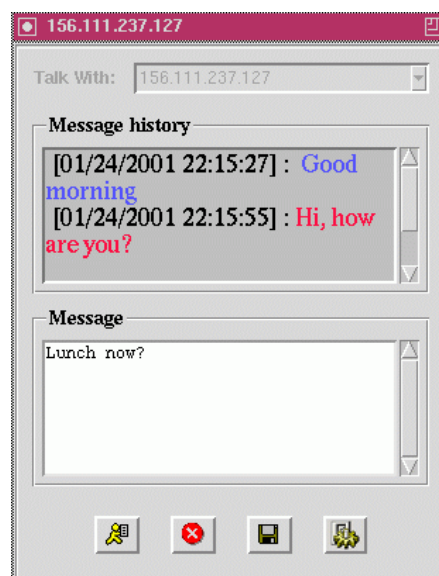 156.111.237.127
Talk With: 156.111.237.127
Message history
[01/24/2001 22:15:27] : Good
morning
[01/24/2001 22:15:55] : Hi, how
are you?
Message
Lunch now?